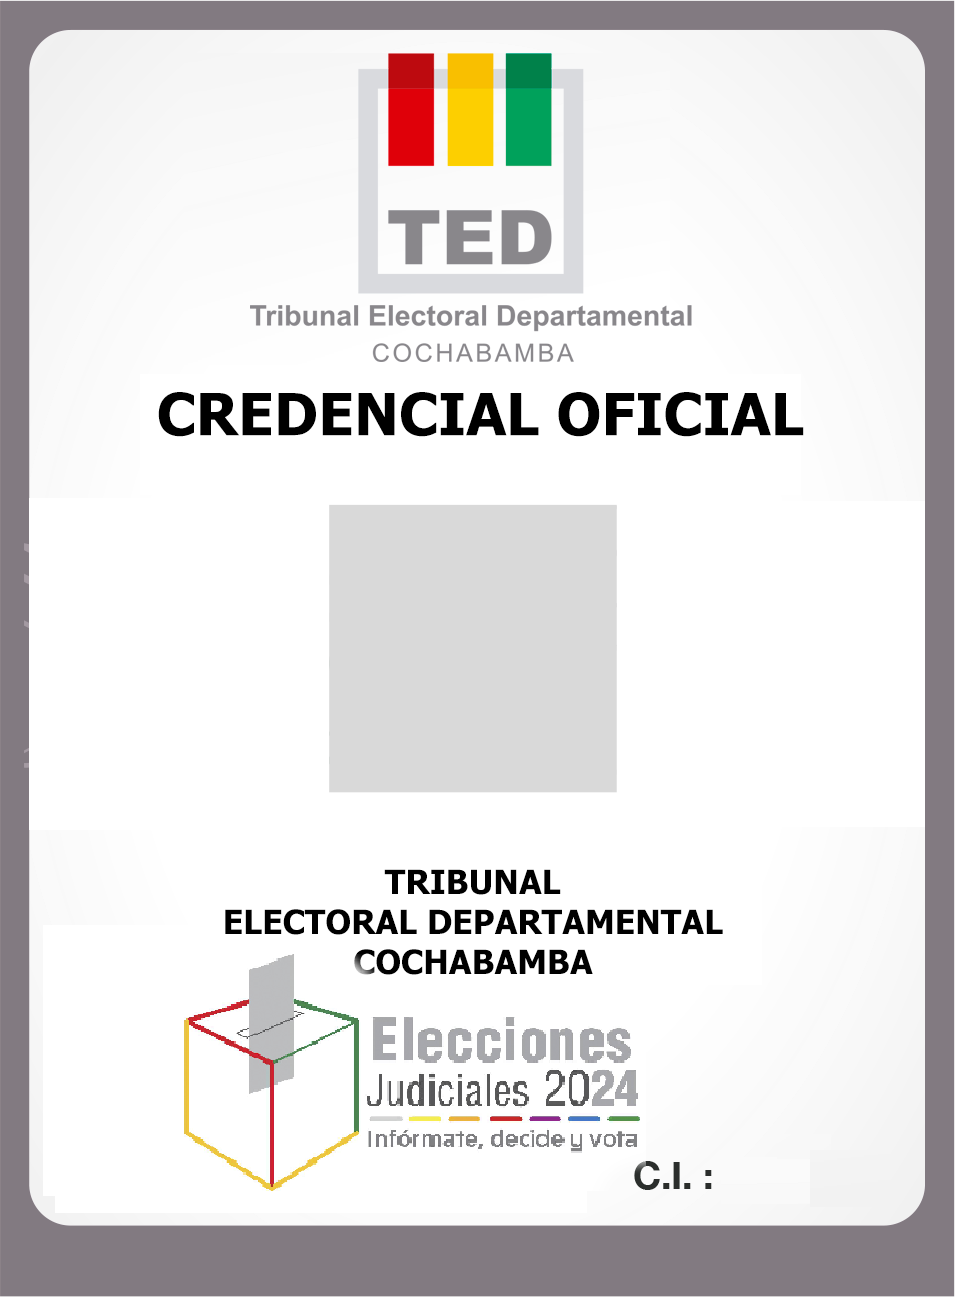 TED
Tribunal Electoral Departamental
COCHABAMBA
CREDENCIAL OFICIAL
TRIBUNAL
ELECTORAL DEPARTAMENTAL
COCHABAMBA
Elecciones
Judiciales 2024
Infórmate, decide y vota
C.I. :